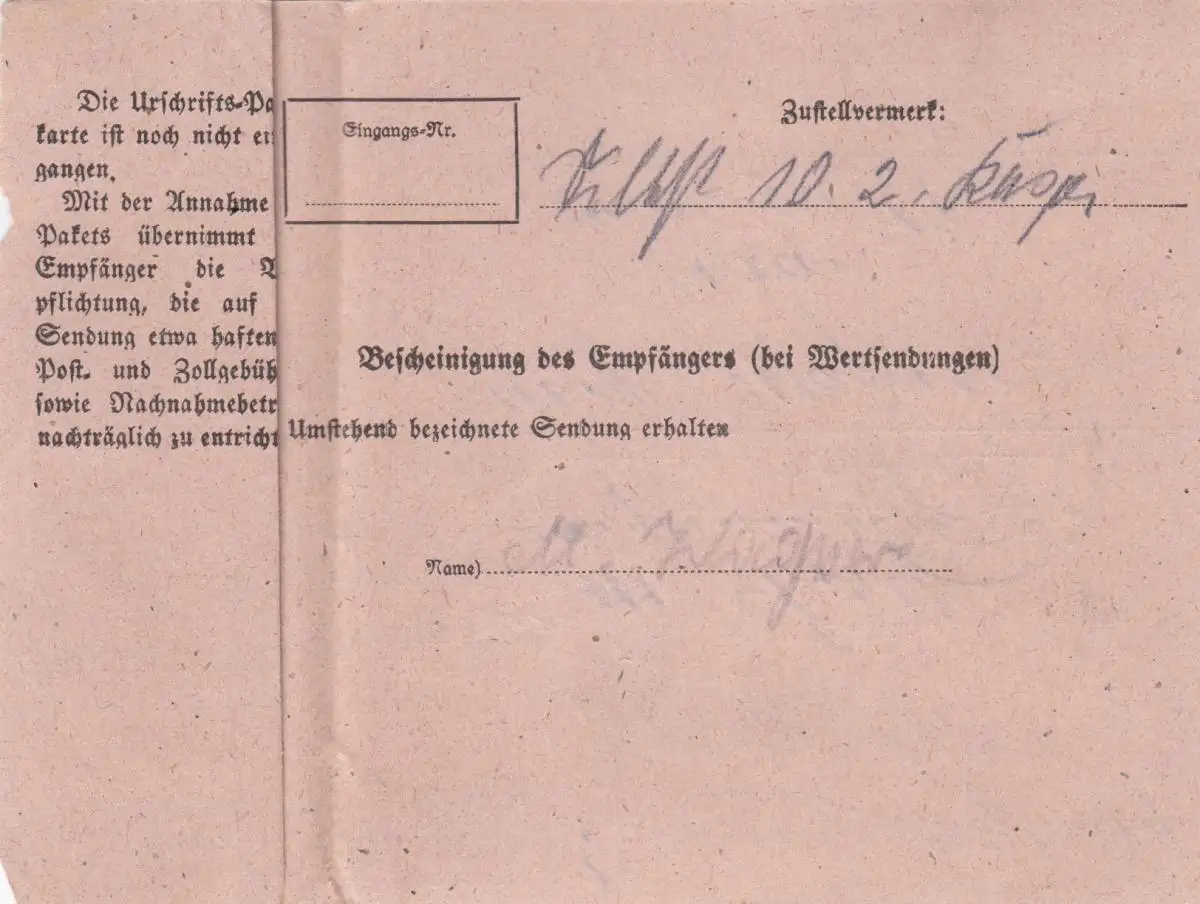 Die Urschrifts-Pa
karte ist noch nicht ei
gangen.
Mit der Annahme
Pakets übernimmt
Empfänger die V
pflichtung, die auf
Sendung etwa haften
Post- und Zollgebüh
sowie Nachnahmebetr
nachträglich zu entricht
Eingangs-Nr.
Zustellvermerk:
10. 2.
Bescheinigung des Empfängers (bei Wertsendungen)
Umstehend bezeichnete Sendung erhalten
Name)